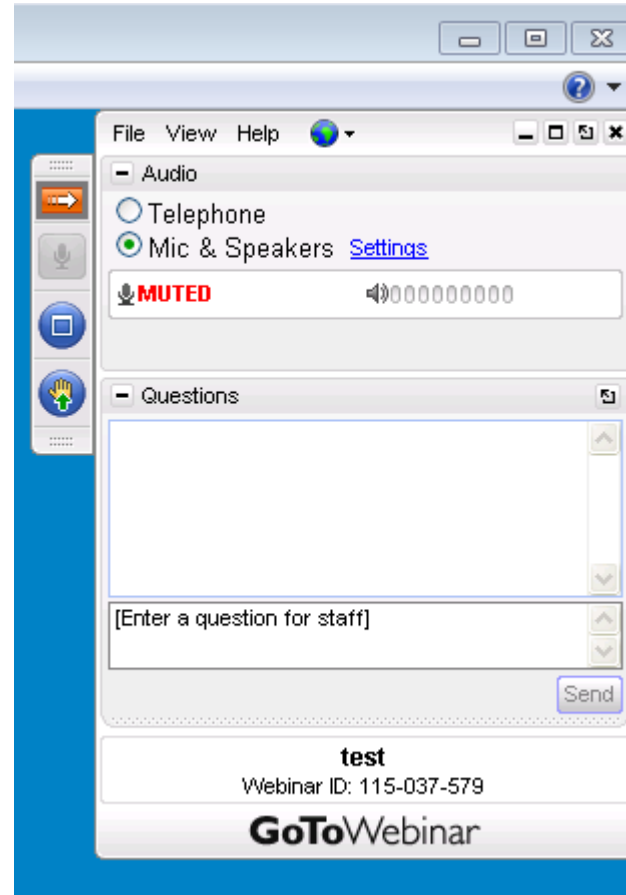 File View Help
Audio
Telephone
Mic & Speakers Settings
MUTED
Questions
[Enter a question for staff]
Send
test
Webinar ID: 115-037-579
GoToWebinar